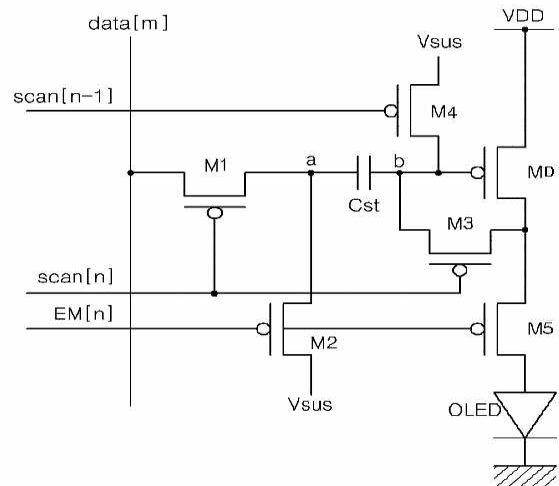 data[m]
VDD
Vsus
scan[n-1]
M4
M1
a
b
MD
Cst
M3
scan[n]
EM[n]
M2
M5
Vsus
OLED